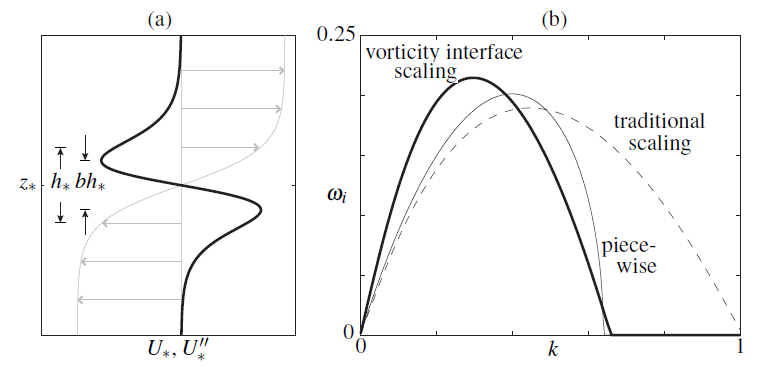 (a)
z* h* bh*
U*, U''*
(b)
0.25
vorticity interface
scaling
traditional
scaling
ωi
piece-
wise
0
0
k
1